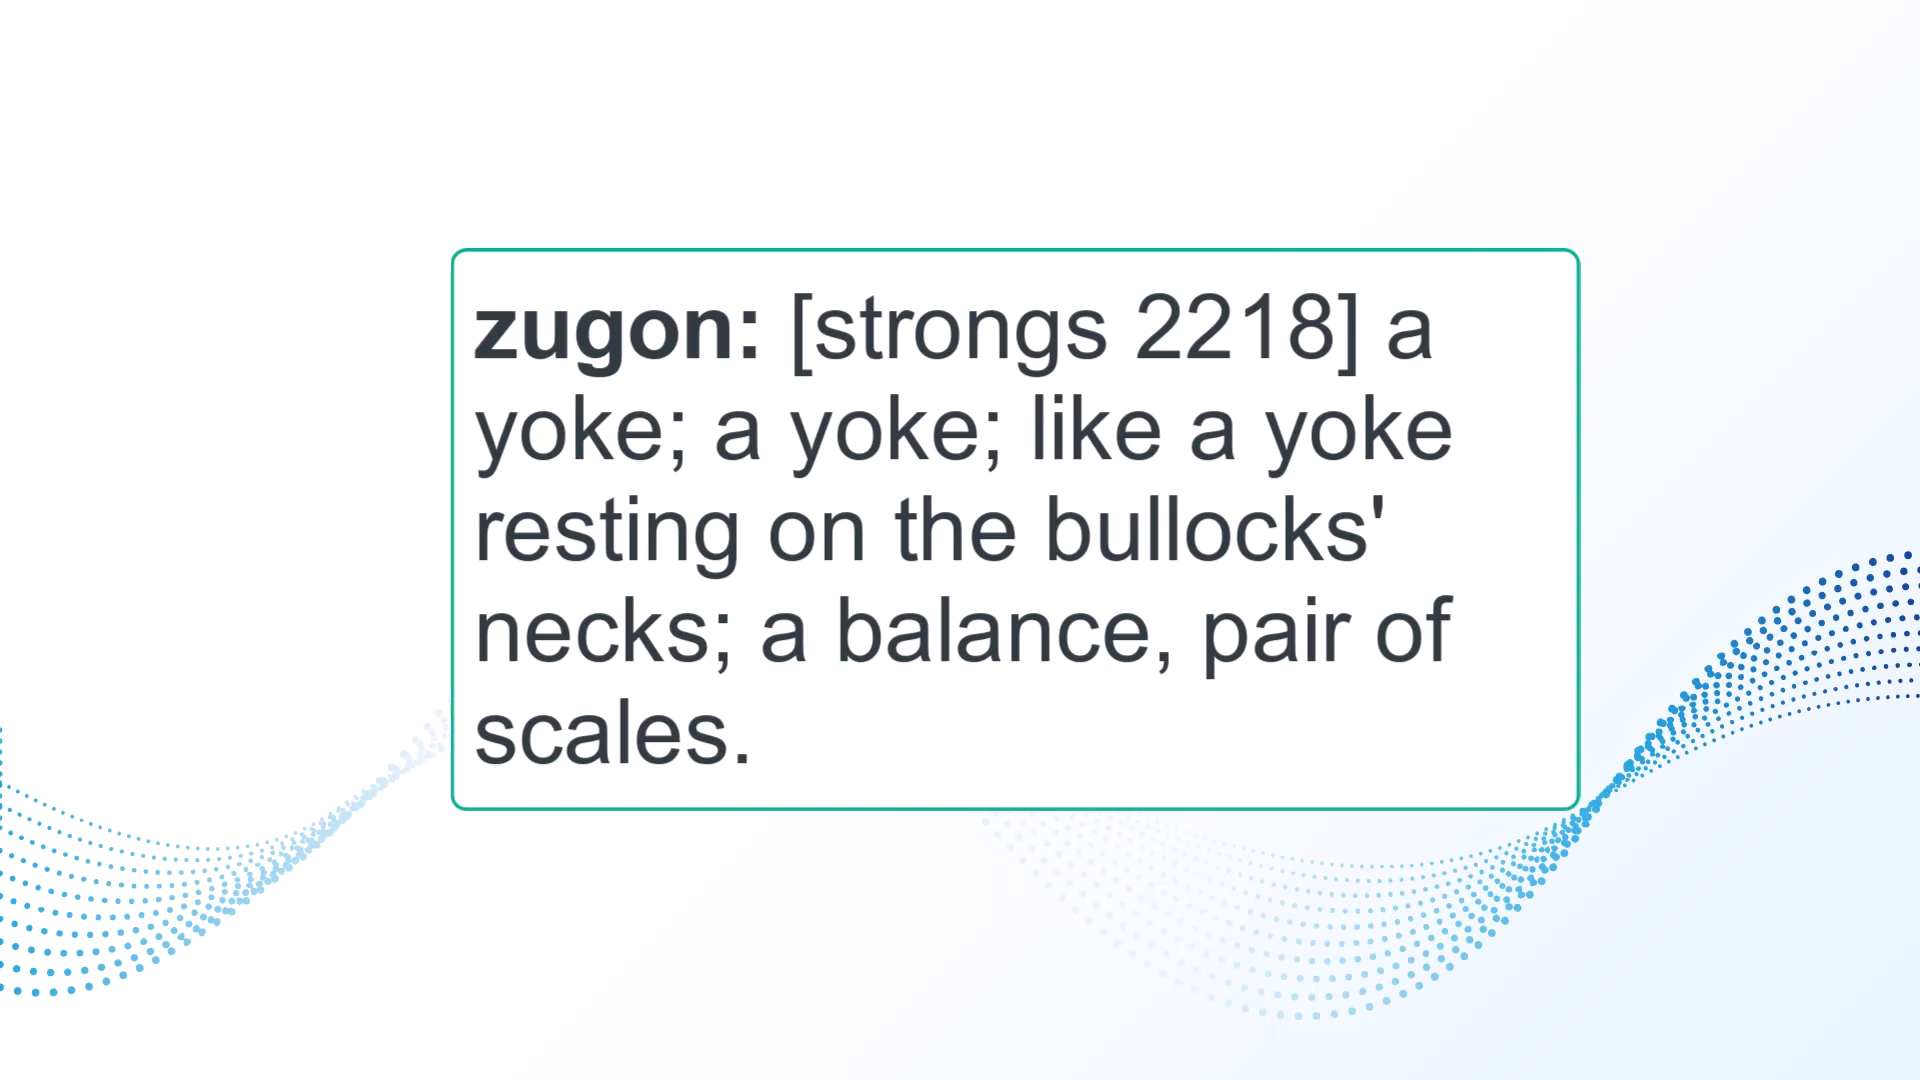 zugon: [strongs 2218] a
yoke; a yoke; like a yoke
resting on the bullocks'
necks; a balance, pair of
scales.